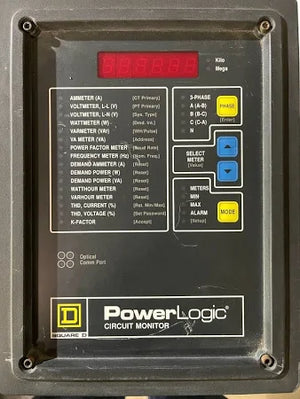 Kilo
Mega
AMMETER (A) [CT Primary]
VOLTMETER, L-L (V) [PT Primary]
VOLTMETER, L-N (V) [Sys. Type]
WATTMETER (W) [Dmd. Int.]
VARMETER (VAr) [WH/Pulse]
VA METER (VA) [Address]
POWER FACTOR METER [Baud Rate]
FREQUENCY METER (Hz) [Nom. Freq.]
DEMAND AMMETER (A) [Reset]
DEMAND POWER (W) [Reset]
DEMAND POWER (VA) [Reset]
WATTHOUR METER [Reset]
VARHOUR METER [Reset]
THD, CURRENT (%) [Rst. Min/Max]
THD, VOLTAGE (%) [Set Password]
K-FACTOR [Accept]
3-PHASE
A (A-B)
B (B-C)
C (C-A)
N
PHASE
[Enter]
SELECT
METER
[Value]
METERS
MIN
MAX
ALARM
[Setup]
MODE
Optical
Comm Port
D
SQUARE D
PowerLogic®
CIRCUIT MONITOR